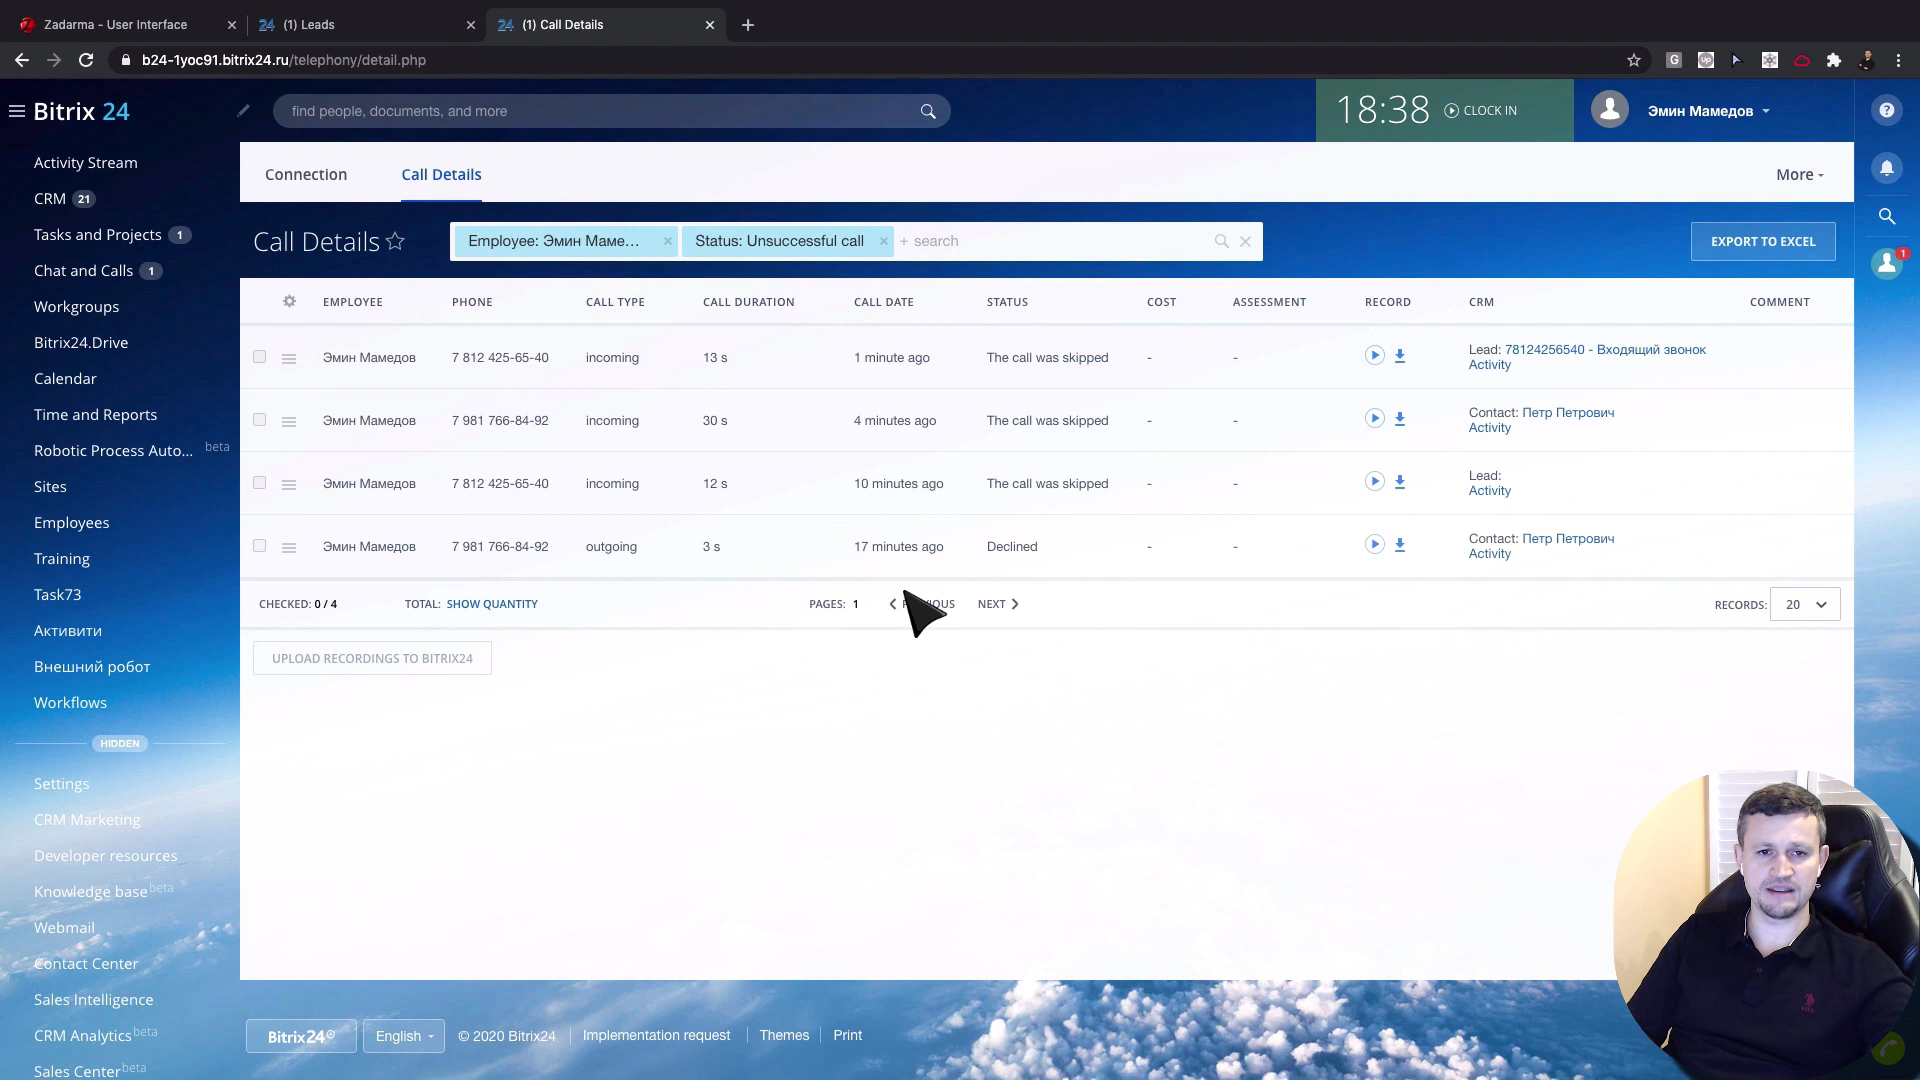 Zadarma - User Interface
24 (1) Leads
24 (1) Call Details
b24-1yoc91.bitrix24.ru/telephony/detail.php
Bitrix 24
find people, documents, and more
18:38 CLOCK IN
Эмин Мамедов
Activity Stream
CRM 21
Tasks and Projects 1
Chat and Calls 1
Workgroups
Bitrix24.Drive
Calendar
Time and Reports
Robotic Process Auto... beta
Sites
Employees
Training
Task73
Активити
Внешний робот
Workflows
HIDDEN
Settings
CRM Marketing
Developer resources
Knowledge base beta
Webmail
Contact Center
Sales Intelligence
CRM Analytics beta
Sales Center beta
Connection
Call Details
More
Call Details
Employee: Эмин Маме...
Status: Unsuccessful call
+ search
EXPORT TO EXCEL
1
EMPLOYEE PHONE CALL TYPE CALL DURATION CALL DATE STATUS COST ASSESSMENT RECORD CRM COMMENT
Эмин Мамедов 7 812 425-65-40 incoming 13 s 1 minute ago The call was skipped - - Lead: 78124256540 - Входящий звонок
Activity
Эмин Мамедов 7 981 766-84-92 incoming 30 s 4 minutes ago The call was skipped - - Contact: Петр Петрович
Activity
Эмин Мамедов 7 812 425-65-40 incoming 12 s 10 minutes ago The call was skipped - - Lead:
Activity
Эмин Мамедов 7 981 766-84-92 outgoing 3 s 17 minutes ago Declined - - Contact: Петр Петрович
Activity
CHECKED: 0 / 4 TOTAL: SHOW QUANTITY PAGES: 1 NEXT RECORDS: 20
UPLOAD RECORDINGS TO BITRIX24
Bitrix24 English © 2020 Bitrix24 Implementation request Themes Print